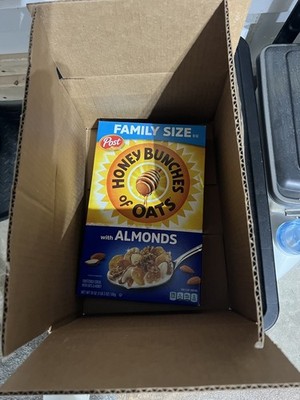 FAMILY SIZE
Post
HONEY BUNCHES
of OATS
with ALMONDS